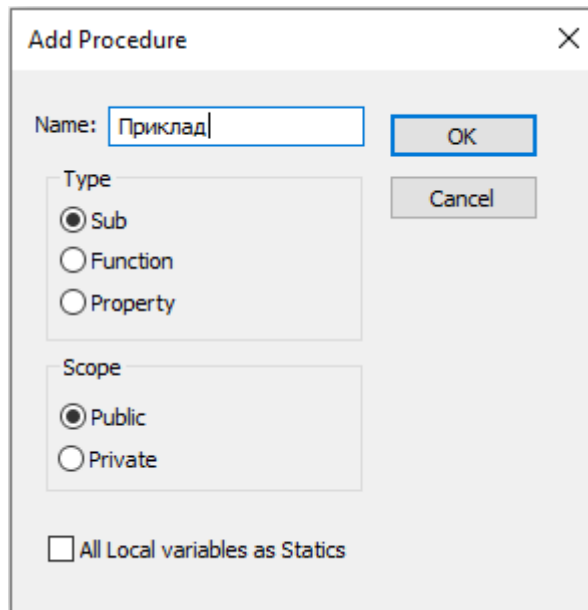 Add Procedure
Name: Приклад
OK
Type
Cancel
Sub
Function
Property
Scope
Public
Private
All Local variables as Statics